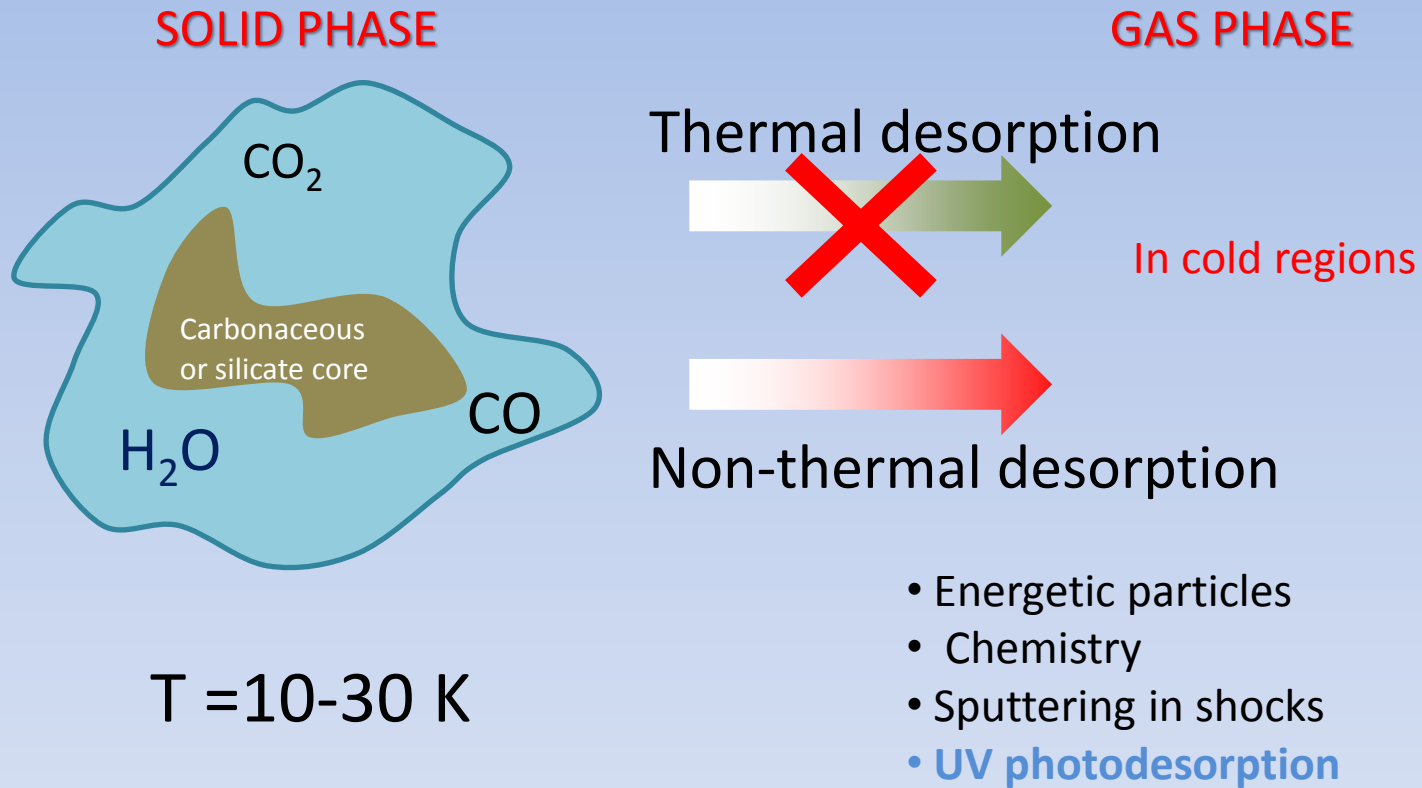 SOLID PHASE
GAS PHASE
CO₂
Carbonaceous
or silicate core
H₂O
CO
T =10-30 K
Thermal desorption
In cold regions
Non-thermal desorption
• Energetic particles
• Chemistry
• Sputtering in shocks
• UV photodesorption